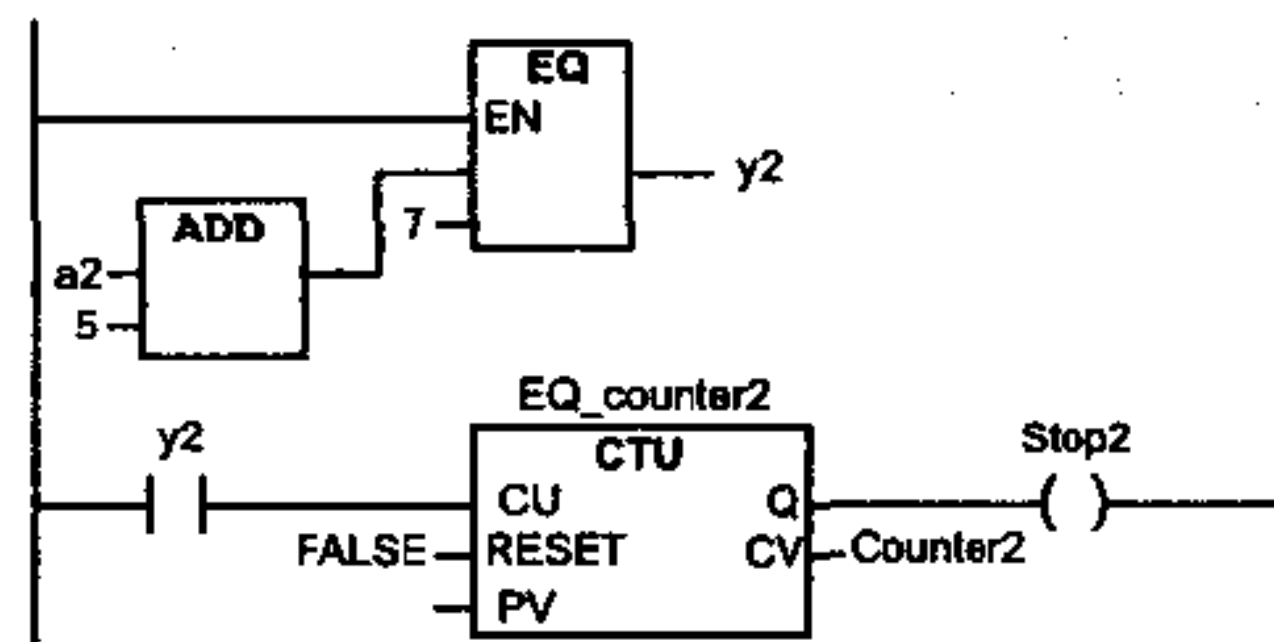 EQ
EN
y2
ADD
7
a2
5
EQ_counter2
y2
CTU
Stop2
CU
Q
FALSE
RESET
CV
Counter2
PV